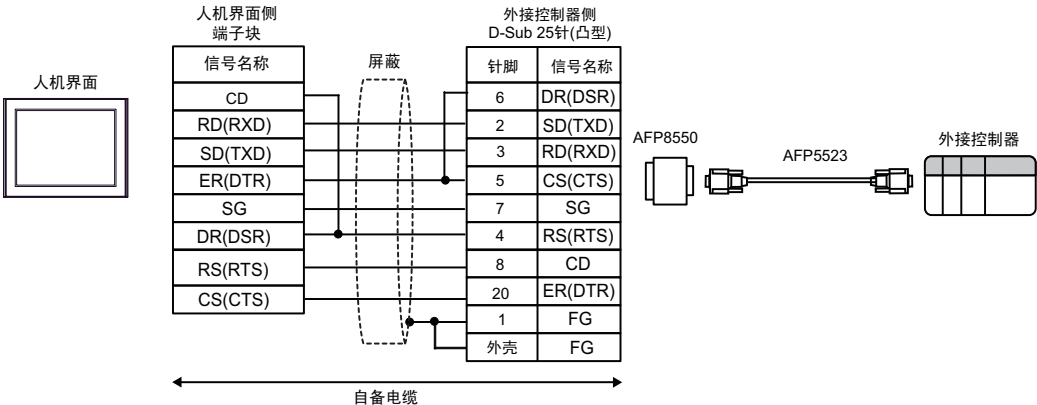 人机界面
人机界面侧
端子块
信号名称
CD
RD(RXD)
SD(TXD)
ER(DTR)
SG
DR(DSR)
RS(RTS)
CS(CTS)
屏蔽
外接控制器侧
D-Sub 25针(凸型)
针脚 信号名称
6 DR(DSR)
2 SD(TXD)
3 RD(RXD)
5 CS(CTS)
7 SG
4 RS(RTS)
8 CD
20 ER(DTR)
1 FG
外壳 FG
自备电缆
AFP8550
AFP5523
外接控制器